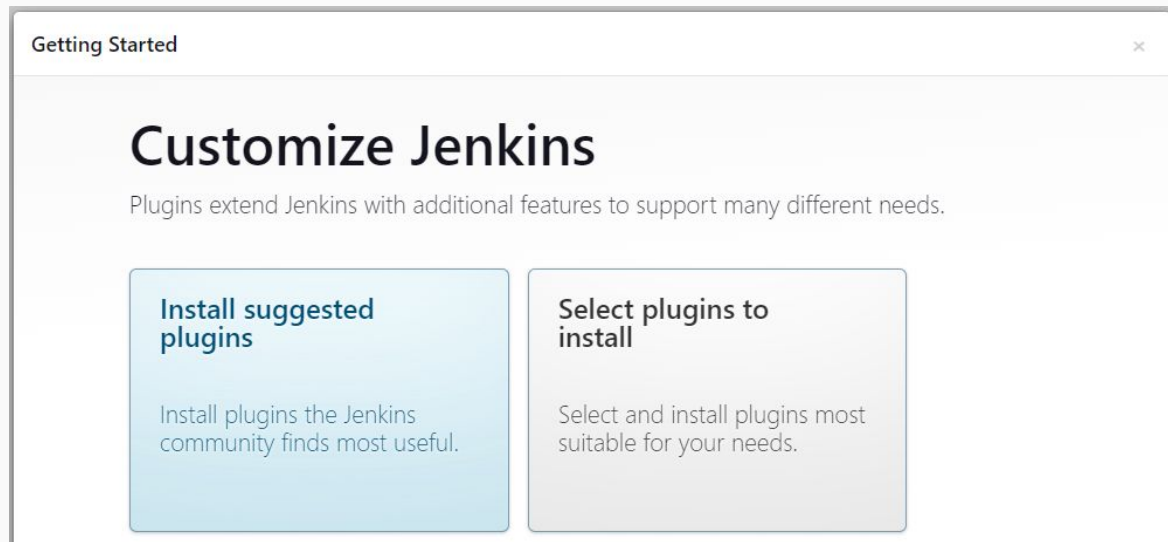 Getting Started
×
Customize Jenkins
Plugins extend Jenkins with additional features to support many different needs.
Install suggested
plugins
Install plugins the Jenkins
community finds most useful.
Select plugins to
install
Select and install plugins most
suitable for your needs.